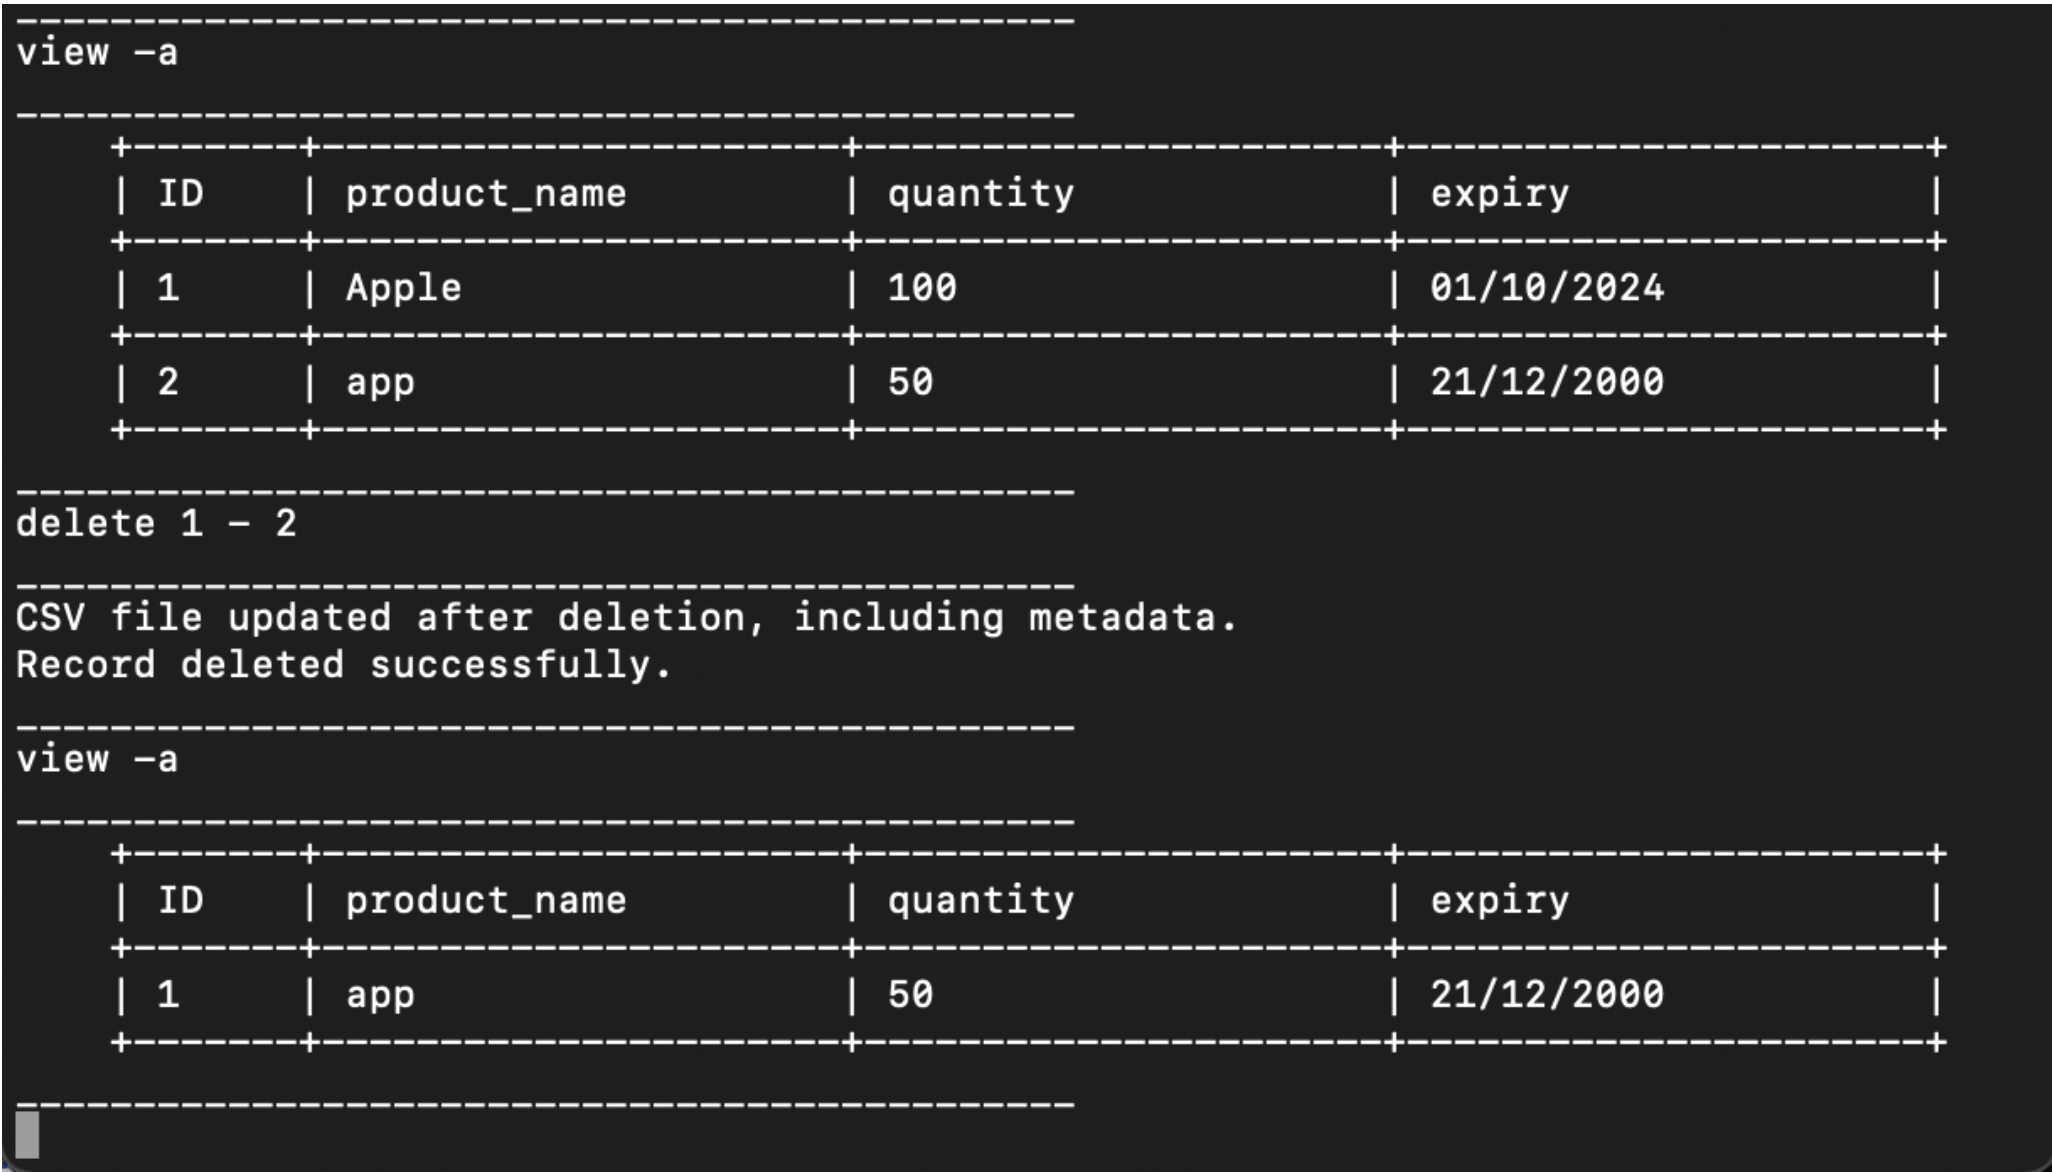 view -a
| ID | product_name | quantity | expiry |
| 1 | Apple | 100 | 01/10/2024 |
| 2 | app | 50 | 21/12/2000 |
delete 1 - 2
CSV file updated after deletion, including metadata.
Record deleted successfully.
view -a
| ID | product_name | quantity | expiry |
| 1 | app | 50 | 21/12/2000 |